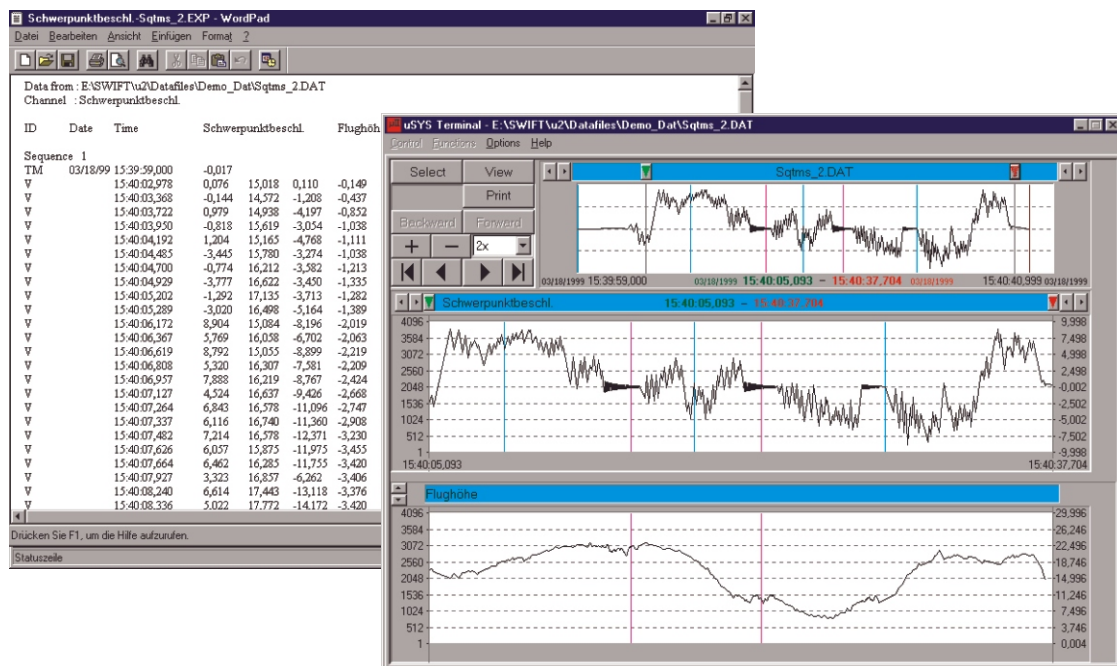 Schwerpunktbeschl.-Sqtms_2.EXP - WordPad
Datei Bearbeiten Ansicht Einfügen Format ?
Data from : E:\SWIFT\u2\Datafiles\Demo_Dat\Sqtms_2.DAT
Channel : Schwerpunktbeschl.
ID Date Time Schwerpunktbeschl. Flughöh
Sequence 1
TM 03/18/99 15:39:59,000 -0,017
∇ 15:40:02,978 0,076 15,018 0,110 -0,149
∇ 15:40:03,368 -0,144 14,572 -1,208 -0,437
∇ 15:40:03,722 0,979 14,938 -4,197 -0,852
∇ 15:40:03,950 -0,818 15,619 -3,054 -1,038
∇ 15:40:04,192 1,204 15,165 -4,768 -1,111
∇ 15:40:04,485 -3,445 15,780 -3,274 -1,038
∇ 15:40:04,700 -0,774 16,212 -3,582 -1,213
∇ 15:40:04,929 -3,777 16,622 -3,450 -1,335
∇ 15:40:05,202 -1,292 17,135 -3,713 -1,282
∇ 15:40:05,289 -3,020 16,498 -5,164 -1,389
∇ 15:40:06,172 8,904 15,084 -8,196 -2,019
∇ 15:40:06,367 5,769 16,058 -6,702 -2,063
∇ 15:40:06,619 8,792 15,055 -8,899 -2,219
∇ 15:40:06,808 5,320 16,307 -7,581 -2,209
∇ 15:40:06,957 7,888 16,219 -8,767 -2,424
∇ 15:40:07,127 4,524 16,637 -9,426 -2,668
∇ 15:40:07,264 6,843 16,578 -11,096 -2,747
∇ 15:40:07,337 6,116 16,740 -11,360 -2,908
∇ 15:40:07,482 7,214 16,578 -12,371 -3,230
∇ 15:40:07,626 6,057 15,875 -11,975 -3,455
∇ 15:40:07,664 6,462 16,285 -11,755 -3,420
∇ 15:40:07,927 3,323 16,857 -6,262 -3,406
∇ 15:40:08,240 6,614 17,443 -13,118 -3,376
∇ 15:40:08,336 5,022 17,772 -14,172 -3,420
Drücken Sie F1, um die Hilfe aufzurufen.
Statuszeile
uSYS Terminal - E:\SWIFT\u2\Datafiles\Demo_Dat\Sqtms_2.DAT
Control Functions Options Help
Select View
Print
Backward Forward
+ - 2x
Sqtms_2.DAT
03/18/1999 15:39:59,000 03/18/1999 15:40:05,093 - 15:40:37,704 03/18/1999 15:40:40,999 03/18/1999
Schwerpunktbeschl. 15:40:05,093 - 15:40:37,704
4096 9,998
3584 7,498
3072 4,998
2560 2,498
2048 -0,002
1536 -2,502
1024 -5,002
512 -7,502
1 -9,998
15:40:05,093 15:40:37,704
Flughöhe
4096 29,996
3584 26,246
3072 22,496
2560 18,746
2048 14,996
1536 11,246
1024 7,496
512 3,746
1 0,004